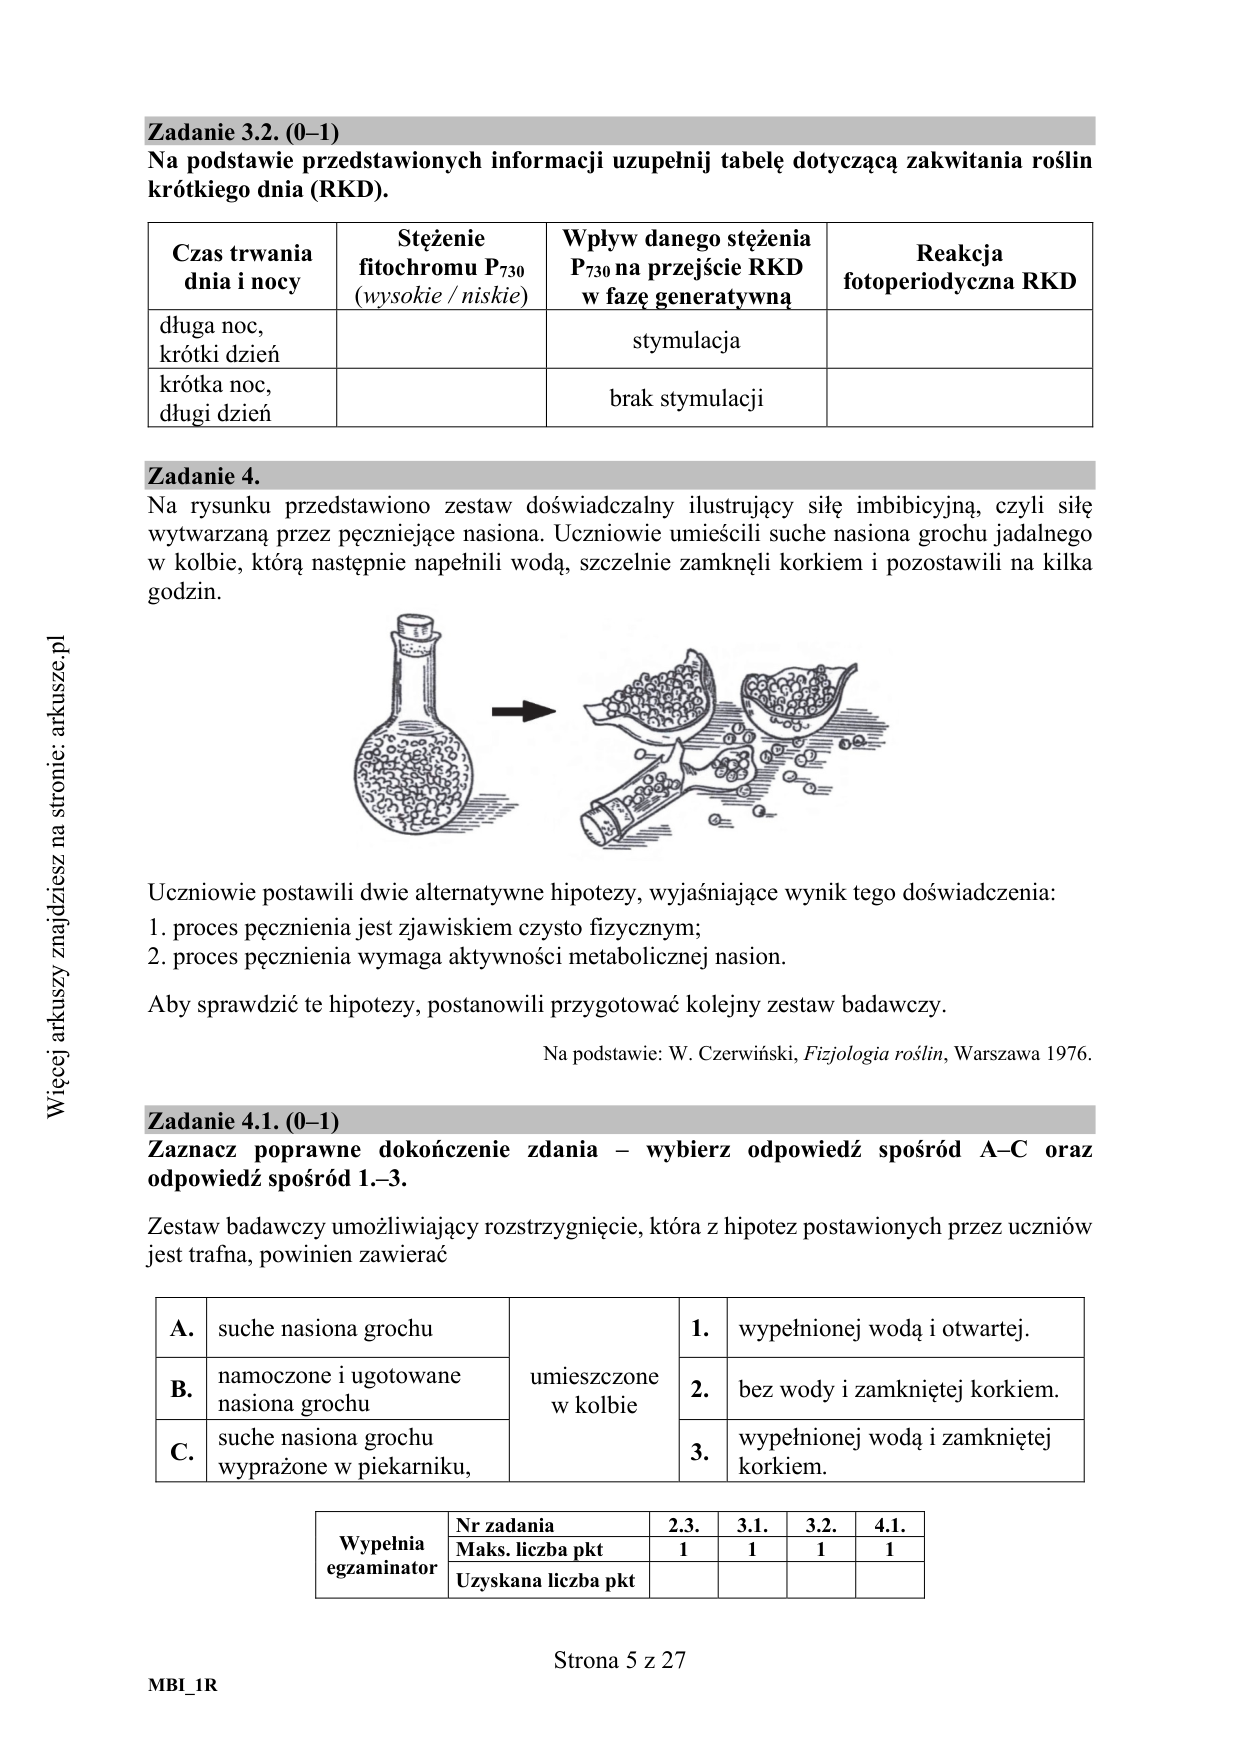 Zadanie 3.2. (0–1)
Na podstawie przedstawionych informacji uzupełnij tabelę dotyczącą zakwitania roślin
krótkiego dnia (RKD).
Czas trwania
dnia i nocy
Stężenie
fitochromu P730
(wysokie / niskie)
Wpływ danego stężenia
P730 na przejście RKD
w fazę generatywną
Reakcja
fotoperiodyczna RKD
długa noc,
krótki dzień
stymulacja
krótka noc,
długi dzień
brak stymulacji
Zadanie 4.
Na rysunku przedstawiono zestaw doświadczalny ilustrujący siłę imbibicyjną, czyli siłę
wytwarzaną przez pęczniejące nasiona. Uczniowie umieścili suche nasiona grochu jadalnego
w kolbie, którą następnie napełnili wodą, szczelnie zamknęli korkiem i pozostawili na kilka
godzin.
Uczniowie postawili dwie alternatywne hipotezy, wyjaśniające wynik tego doświadczenia:
1. proces pęcznienia jest zjawiskiem czysto fizycznym;
2. proces pęcznienia wymaga aktywności metabolicznej nasion.
Aby sprawdzić te hipotezy, postanowili przygotować kolejny zestaw badawczy.
Na podstawie: W. Czerwiński, Fizjologia roślin, Warszawa 1976.
Zadanie 4.1. (0–1)
Zaznacz poprawne dokończenie zdania – wybierz odpowiedź spośród A–C oraz
odpowiedź spośród 1.–3.
Zestaw badawczy umożliwiający rozstrzygnięcie, która z hipotez postawionych przez uczniów
jest trafna, powinien zawierać
A. suche nasiona grochu
B. namoczone i ugotowane
nasiona grochu
C. suche nasiona grochu
wyprażone w piekarniku,
umieszczone
w kolbie
1. wypełnionej wodą i otwartej.
2. bez wody i zamkniętej korkiem.
3. wypełnionej wodą i zamkniętej
korkiem.
Wypełnia
egzaminator
Nr zadania 2.3. 3.1. 3.2. 4.1.
Maks. liczba pkt 1 1 1 1
Uzyskana liczba pkt
Strona 5 z 27
MBI_1R
Więcej arkuszy znajdziesz na stronie: arkusze.pl